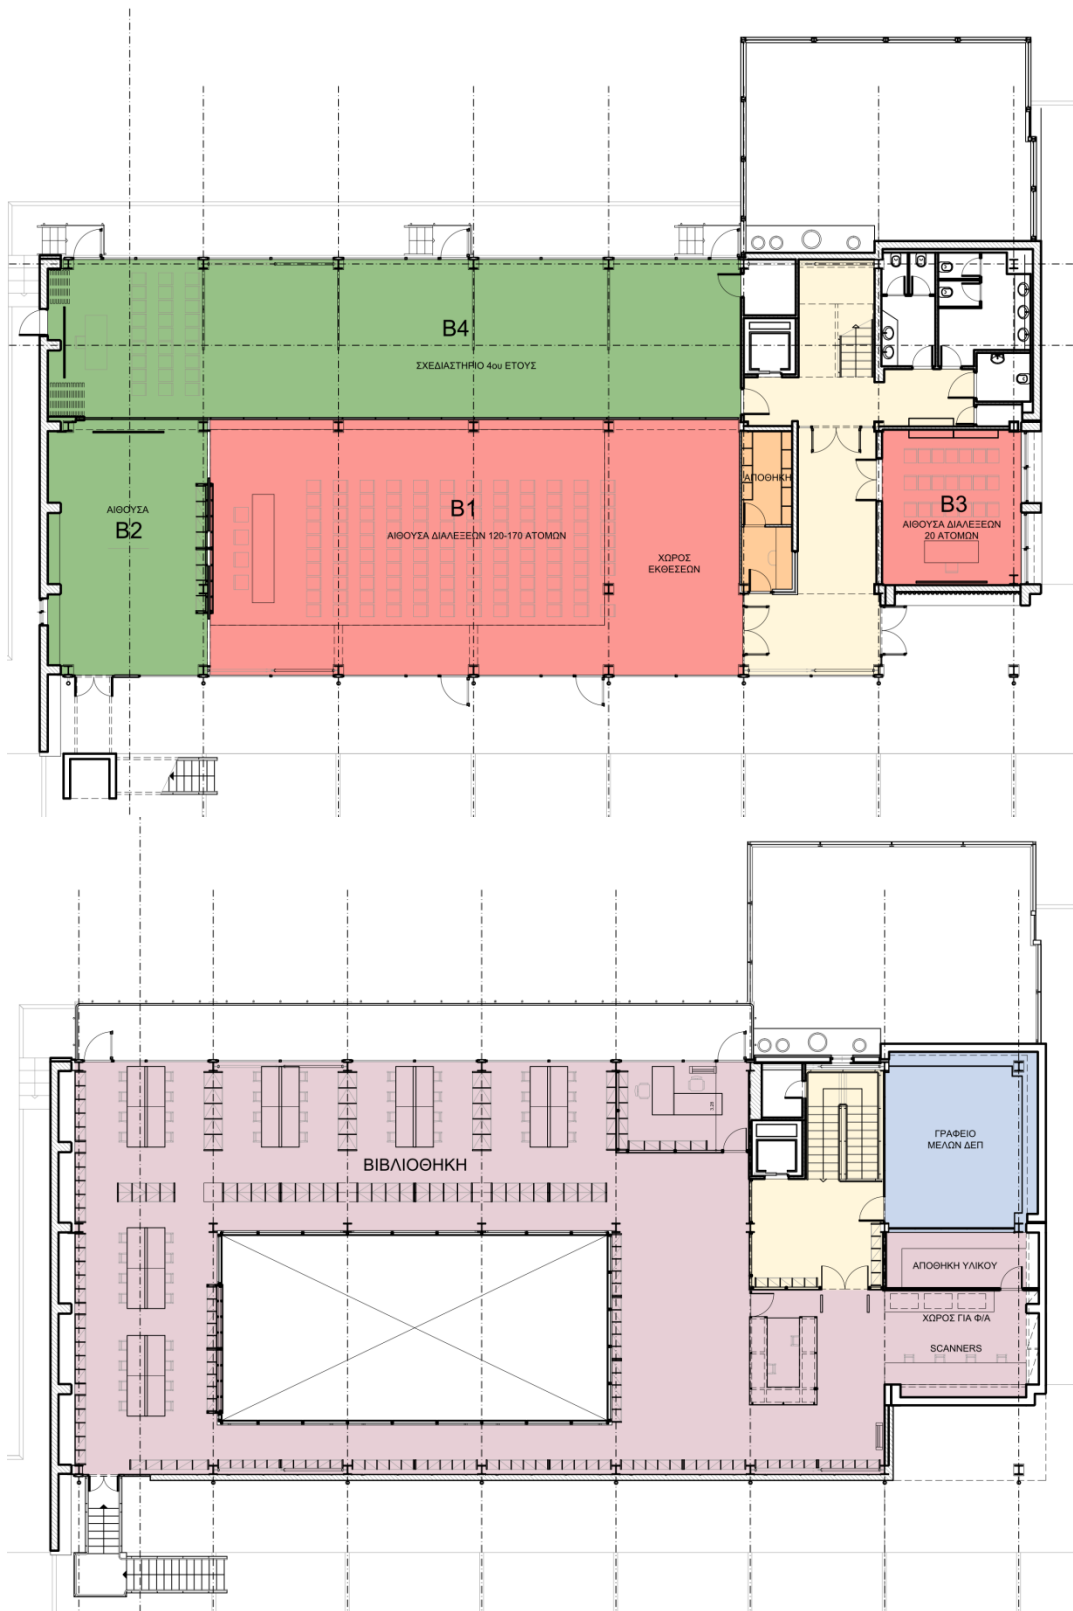 B4
ΣΧΕΔΙΑΣΤΗΡΙΟ 4ου ΕΤΟΥΣ
ΑΙΘΟΥΣΑ
B2
B1
ΑΙΘΟΥΣΑ ΔΙΑΛΕΞΕΩΝ 120-170 ΑΤΟΜΩΝ
ΧΩΡΟΣ
ΕΚΘΕΣΕΩΝ
ΑΠΟΘΗΚΗ
B3
ΑΙΘΟΥΣΑ ΔΙΑΛΕΞΕΩΝ
20 ΑΤΟΜΩΝ
ΒΙΒΛΙΟΘΗΚΗ
ΓΡΑΦΕΙΟ
ΜΕΛΩΝ ΔΕΠ
ΑΠΟΘΗΚΗ ΥΛΙΚΟΥ
ΧΩΡΟΣ ΓΙΑ Φ/Α
SCANNERS